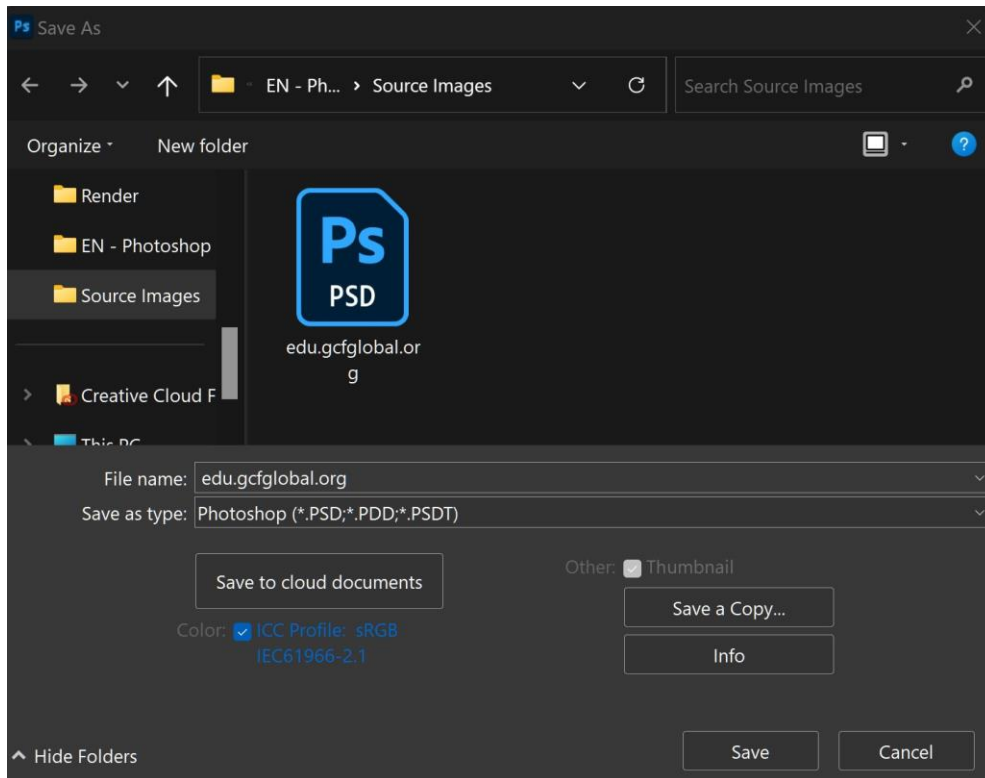 Ps Save As
EN - Ph... › Source Images
Search Source Images
Organize
New folder
?
Render
EN - Photoshop
Source Images
Creative Cloud F
This PC
Ps
PSD
edu.gcfglobal.or
g
File name: edu.gcfglobal.org
Save as type: Photoshop (*.PSD;*.PDD;*.PSDT)
Save to cloud documents
Color: ICC Profile: sRGB
IEC61966-2.1
Other: Thumbnail
Save a Copy...
Info
Hide Folders
Save
Cancel